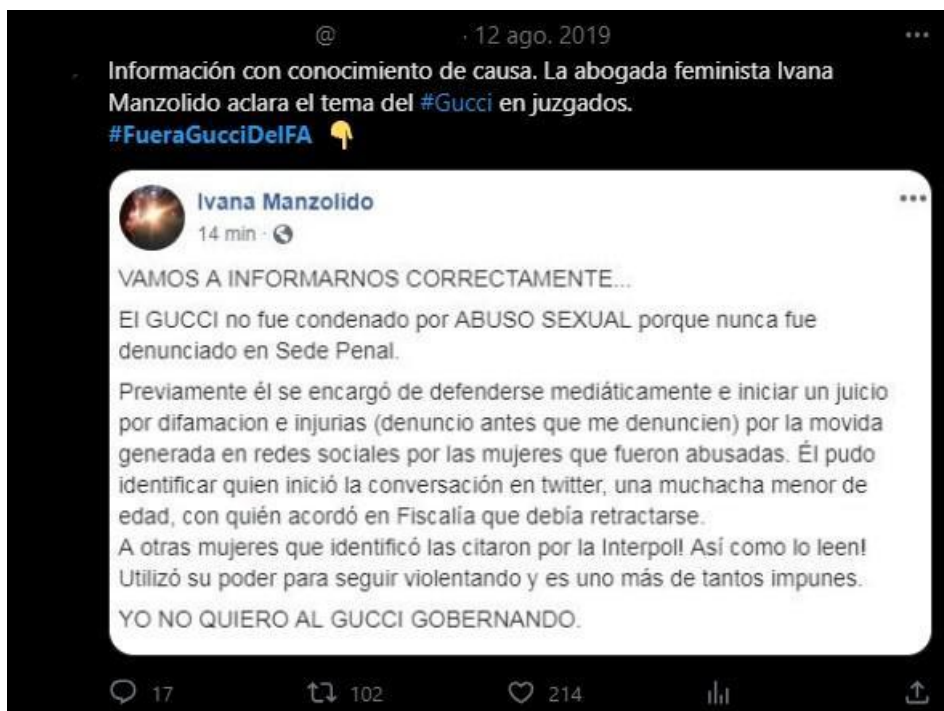 @ · 12 ago. 2019
Información con conocimiento de causa. La abogada feminista Ivana
Manzolido aclara el tema del #Gucci en juzgados.
#FueraGucciDelFA 👇
Ivana Manzolido
14 min ·
VAMOS A INFORMARNOS CORRECTAMENTE...
El GUCCI no fue condenado por ABUSO SEXUAL porque nunca fue
denunciado en Sede Penal.
Previamente él se encargó de defenderse mediáticamente e iniciar un juicio
por difamacion e injurias (denuncio antes que me denuncien) por la movida
generada en redes sociales por las mujeres que fueron abusadas. Él pudo
identificar quien inició la conversación en twitter, una muchacha menor de
edad, con quién acordó en Fiscalía que debía retractarse.
A otras mujeres que identificó las citaron por la Interpol! Así como lo leen!
Utilizó su poder para seguir violentando y es uno más de tantos impunes.
YO NO QUIERO AL GUCCI GOBERNANDO.
17 102 214